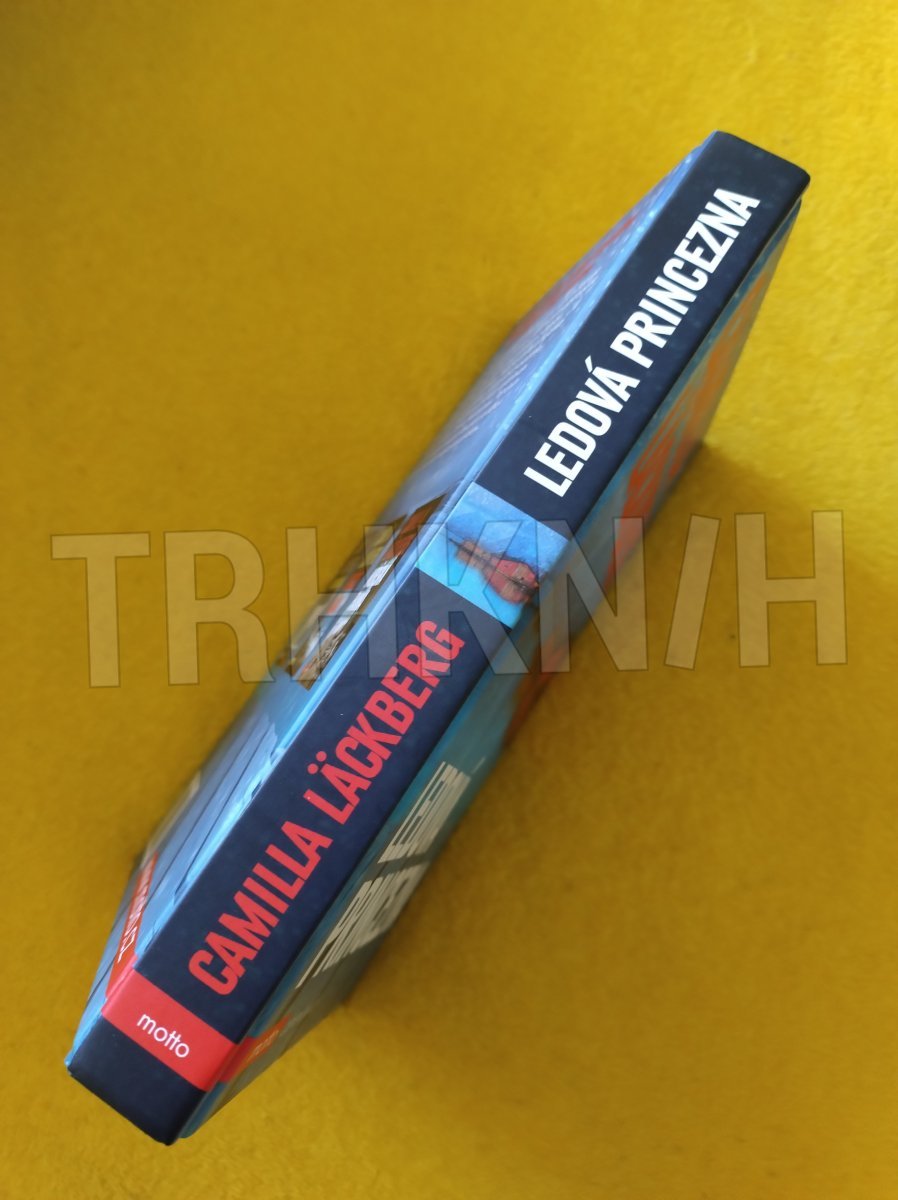 LEDOVÁ PRINCEZNA
CAMILLA LÄCKBERG
motto
TRHKNIH